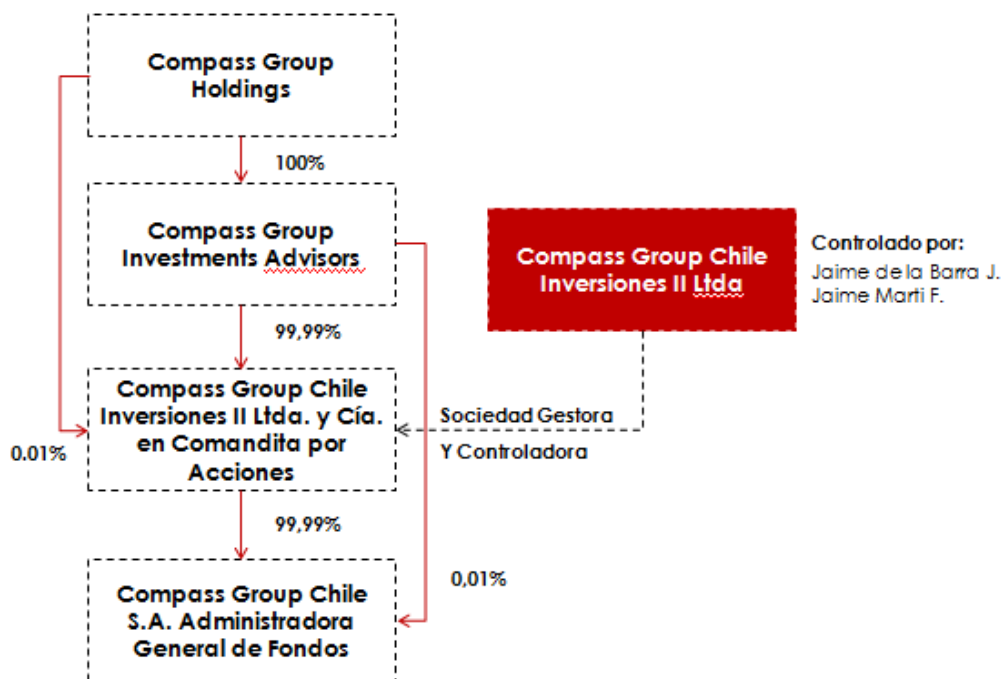 Compass Group
Holdings
100%
Compass Group
Investments Advisors
Compass Group Chile
Inversiones II Ltda
Controlado por:
Jaime de la Barra J.
Jaime Marti F.
99,99%
Compass Group Chile
Inversiones II Ltda. y Cía.
en Comandita por
Acciones
0.01%
Sociedad Gestora
Y Controladora
99,99%
0,01%
Compass Group Chile
S.A. Administradora
General de Fondos